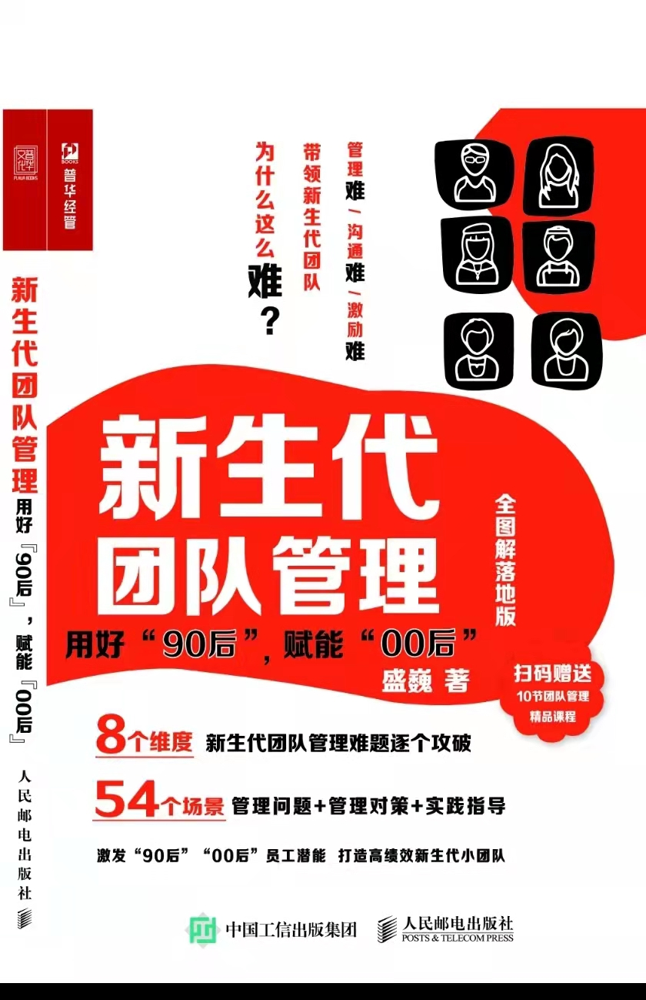 普华文化
PUHUA BOOKS
BOOKS
普华经管
新生代团队管理
用好『90后』，赋能『00后』
人民邮电出版社
管理难/沟通难/激励难
带领新生代团队
为什么这么难？
新生代
团队管理
全图解落地版
用好“90后”，赋能“00后”
盛巍 著
扫码赠送
10节团队管理
精品课程
8个维度 新生代团队管理难题逐个攻破
54个场景 管理问题+管理对策+实践指导
激发“90后”“00后”员工潜能 打造高绩效新生代小团队
中国工信出版集团
人民邮电出版社
POSTS & TELECOM PRESS